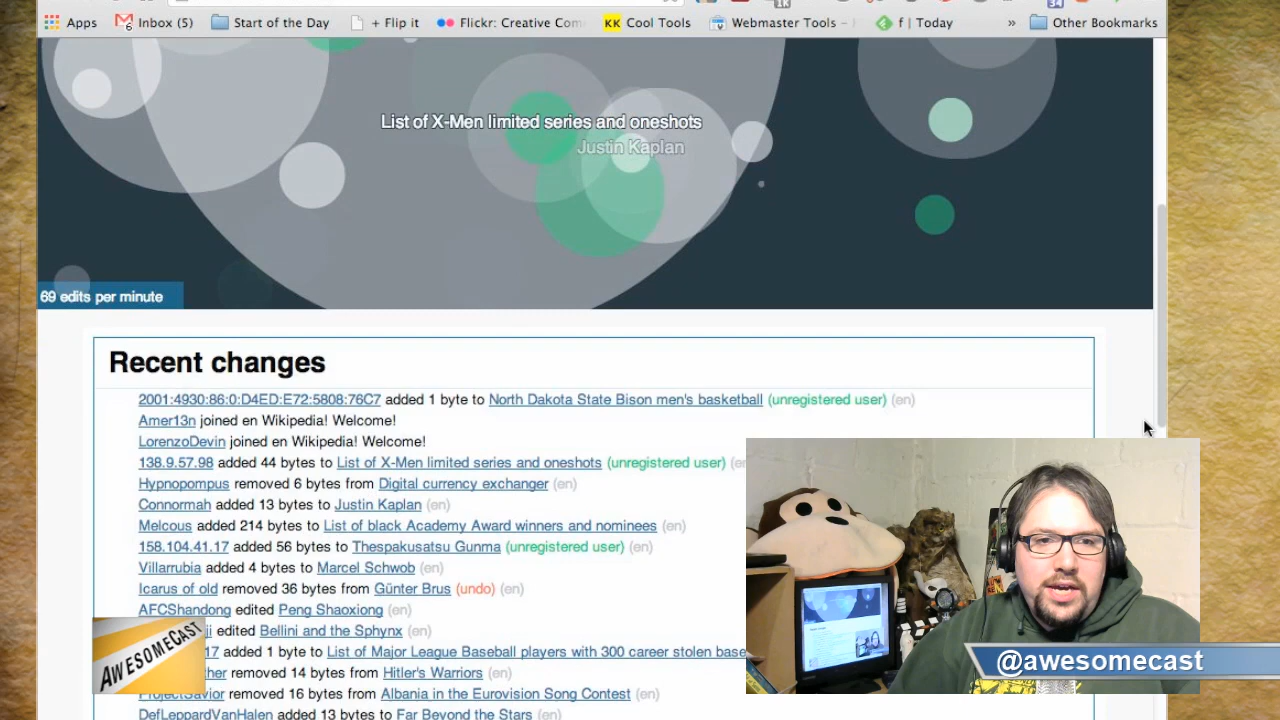 Apps Inbox (5) Start of the Day + Flip it Flickr: Creative Com KK Cool Tools Webmaster Tools - f | Today » Other Bookmarks
List of X-Men limited series and oneshots
Justin Kaplan
69 edits per minute
Recent changes
2001:4930:86:0:D4ED:E72:5808:76C7 added 1 byte to North Dakota State Bison men's basketball (unregistered user) (en)
Amer13n joined en Wikipedia! Welcome!
LorenzoDevin joined en Wikipedia! Welcome!
138.9.57.98 added 44 bytes to List of X-Men limited series and oneshots (unregistered user)
Hypnopompus removed 6 bytes from Digital currency exchanger (en)
Connormah added 13 bytes to Justin Kaplan (en)
Melcous added 214 bytes to List of black Academy Award winners and nominees (en)
158.104.41.17 added 56 bytes to Thespakusatsu Gunma (unregistered user) (en)
Villarrubia added 4 bytes to Marcel Schwob (en)
Icarus of old removed 36 bytes from Günter Brus (undo) (en)
AFCShandong edited Peng Shaoxiong (en)
edited Bellini and the Sphynx (en)
17 added 1 byte to List of Major League Baseball players with 300 career stolen base
removed 14 bytes from Hitler's Warriors (en)
ProjectSavior removed 16 bytes from Albania in the Eurovision Song Contest (en)
DefLeppardVanHalen added 13 bytes to Far Beyond the Stars (en)
AWESOMECAST
@awesomecast